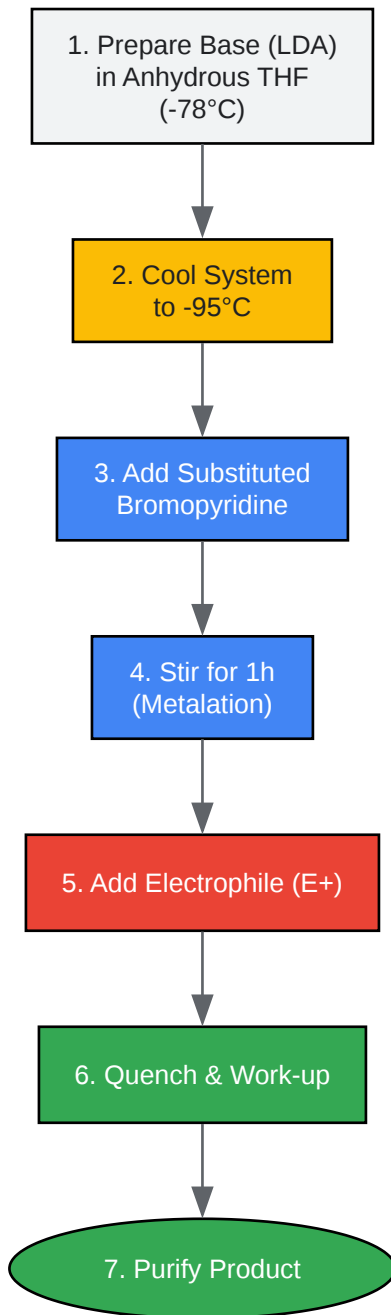 1. Prepare Base (LDA)
in Anhydrous THF
(-78°C)
2. Cool System
to -95°C
3. Add Substituted
Bromopyridine
4. Stir for 1h
(Metalation)
5. Add Electrophile (E+)
6. Quench & Work-up
7. Purify Product